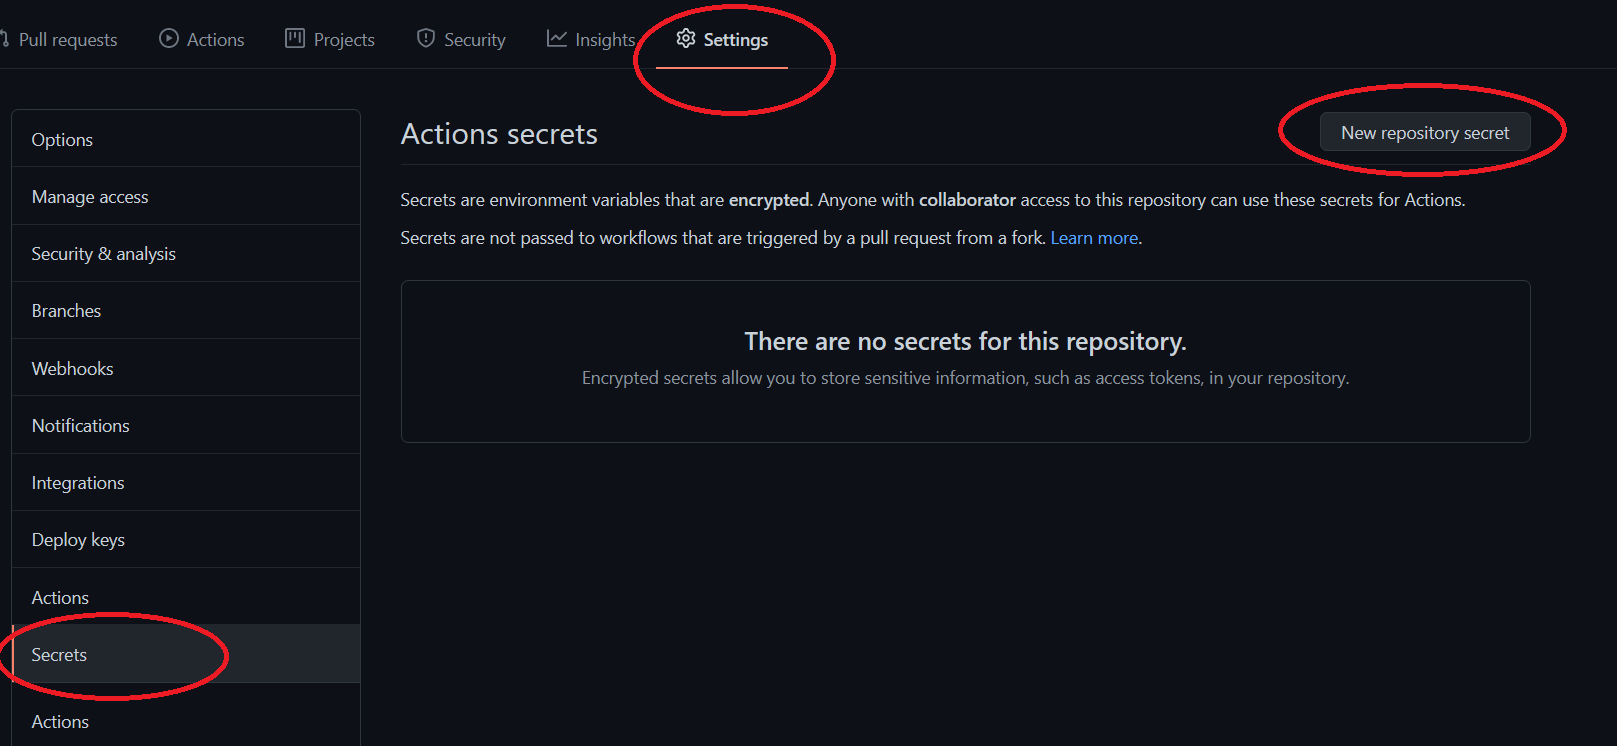 Pull requests Actions Projects Security Insights Settings
Options
Manage access
Security & analysis
Branches
Webhooks
Notifications
Integrations
Deploy keys
Actions
Secrets
Actions
Actions secrets
New repository secret
Secrets are environment variables that are encrypted. Anyone with collaborator access to this repository can use these secrets for Actions.
Secrets are not passed to workflows that are triggered by a pull request from a fork. Learn more.
There are no secrets for this repository.
Encrypted secrets allow you to store sensitive information, such as access tokens, in your repository.